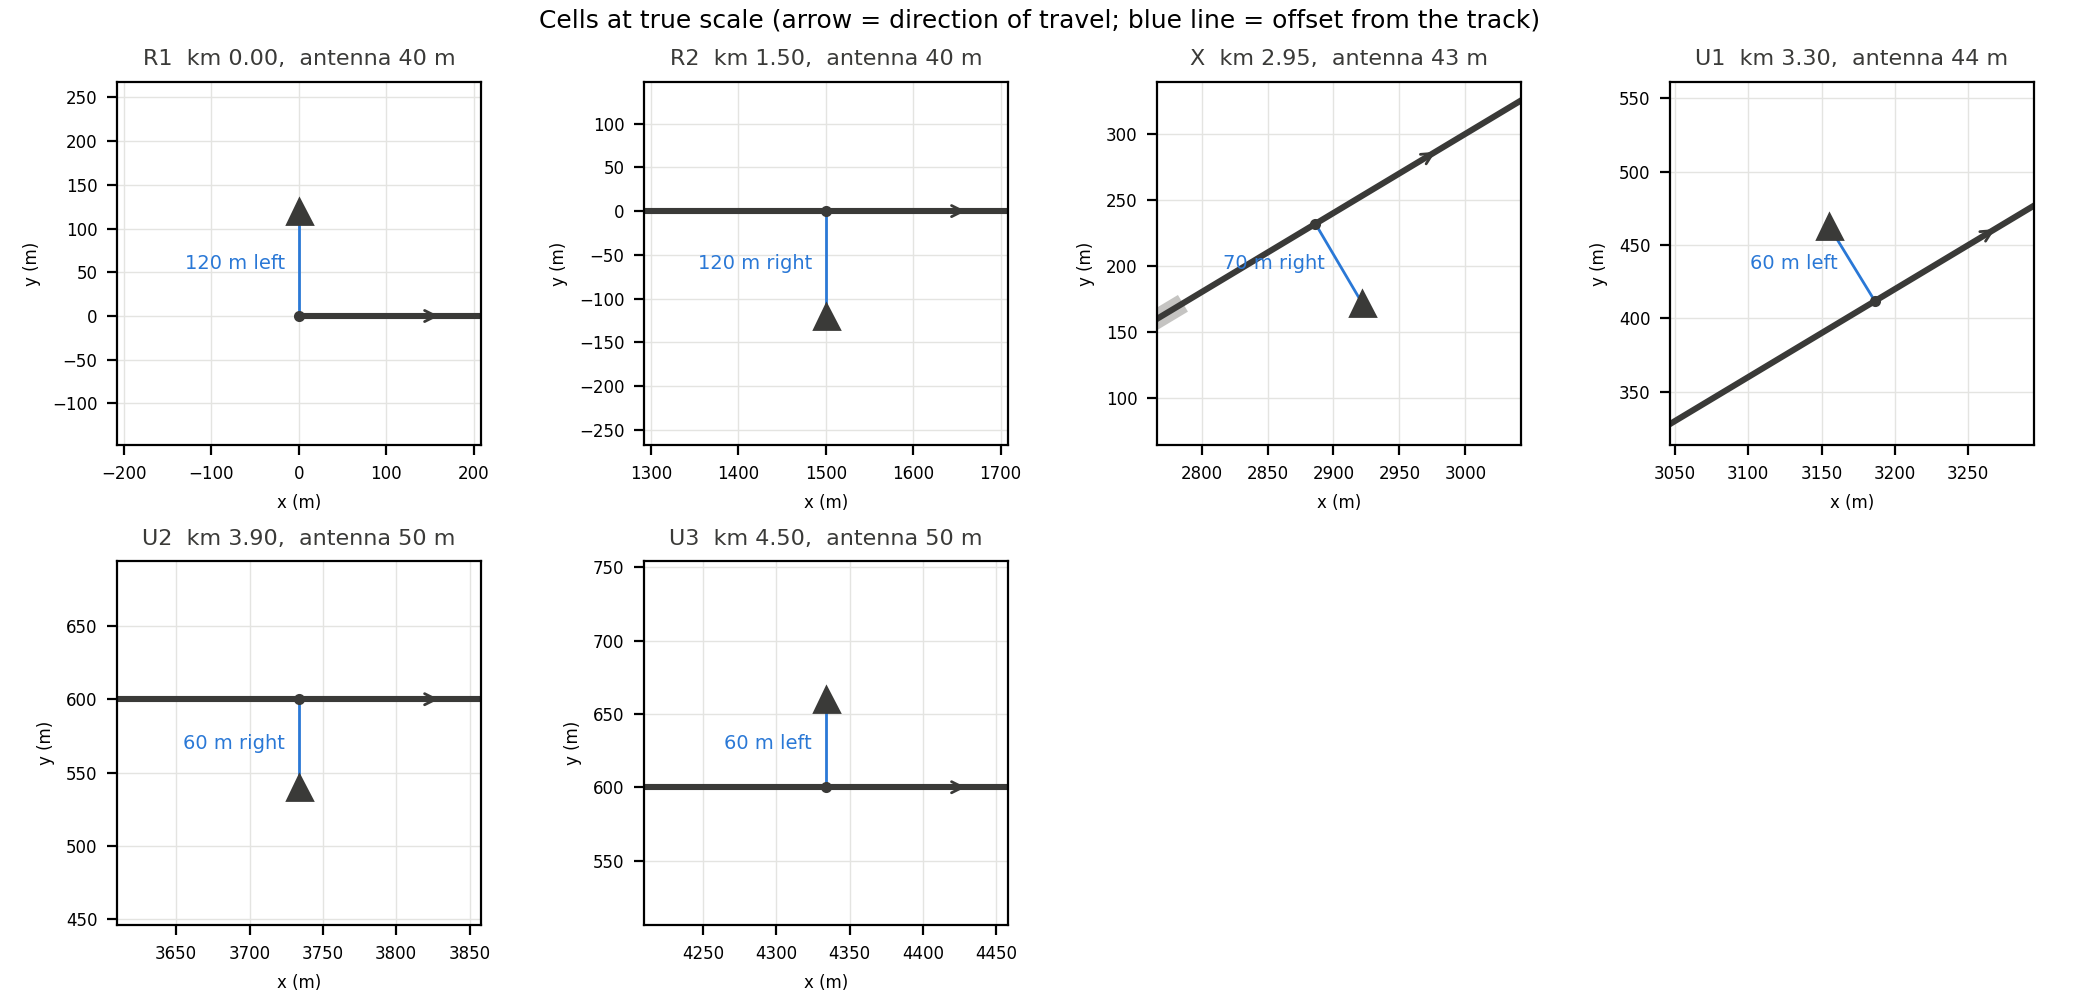 Cells at true scale (arrow = direction of travel; blue line = offset from the track)
R1  km 0.00,  antenna 40 m
250
200
150
100
50
0
−50
−100
y (m)
120 m left
−200
−100
0
100
200
x (m)
R2  km 1.50,  antenna 40 m
100
50
0
−50
−100
−150
−200
−250
y (m)
120 m right
1300
1400
1500
1600
1700
x (m)
X  km 2.95,  antenna 43 m
300
250
200
150
100
y (m)
70 m right
2800
2850
2900
2950
3000
x (m)
U1  km 3.30,  antenna 44 m
550
500
450
400
350
y (m)
60 m left
3050
3100
3150
3200
3250
x (m)
U2  km 3.90,  antenna 50 m
650
600
550
500
450
y (m)
60 m right
3650
3700
3750
3800
3850
x (m)
U3  km 4.50,  antenna 50 m
750
700
650
600
550
y (m)
60 m left
4250
4300
4350
4400
4450
x (m)